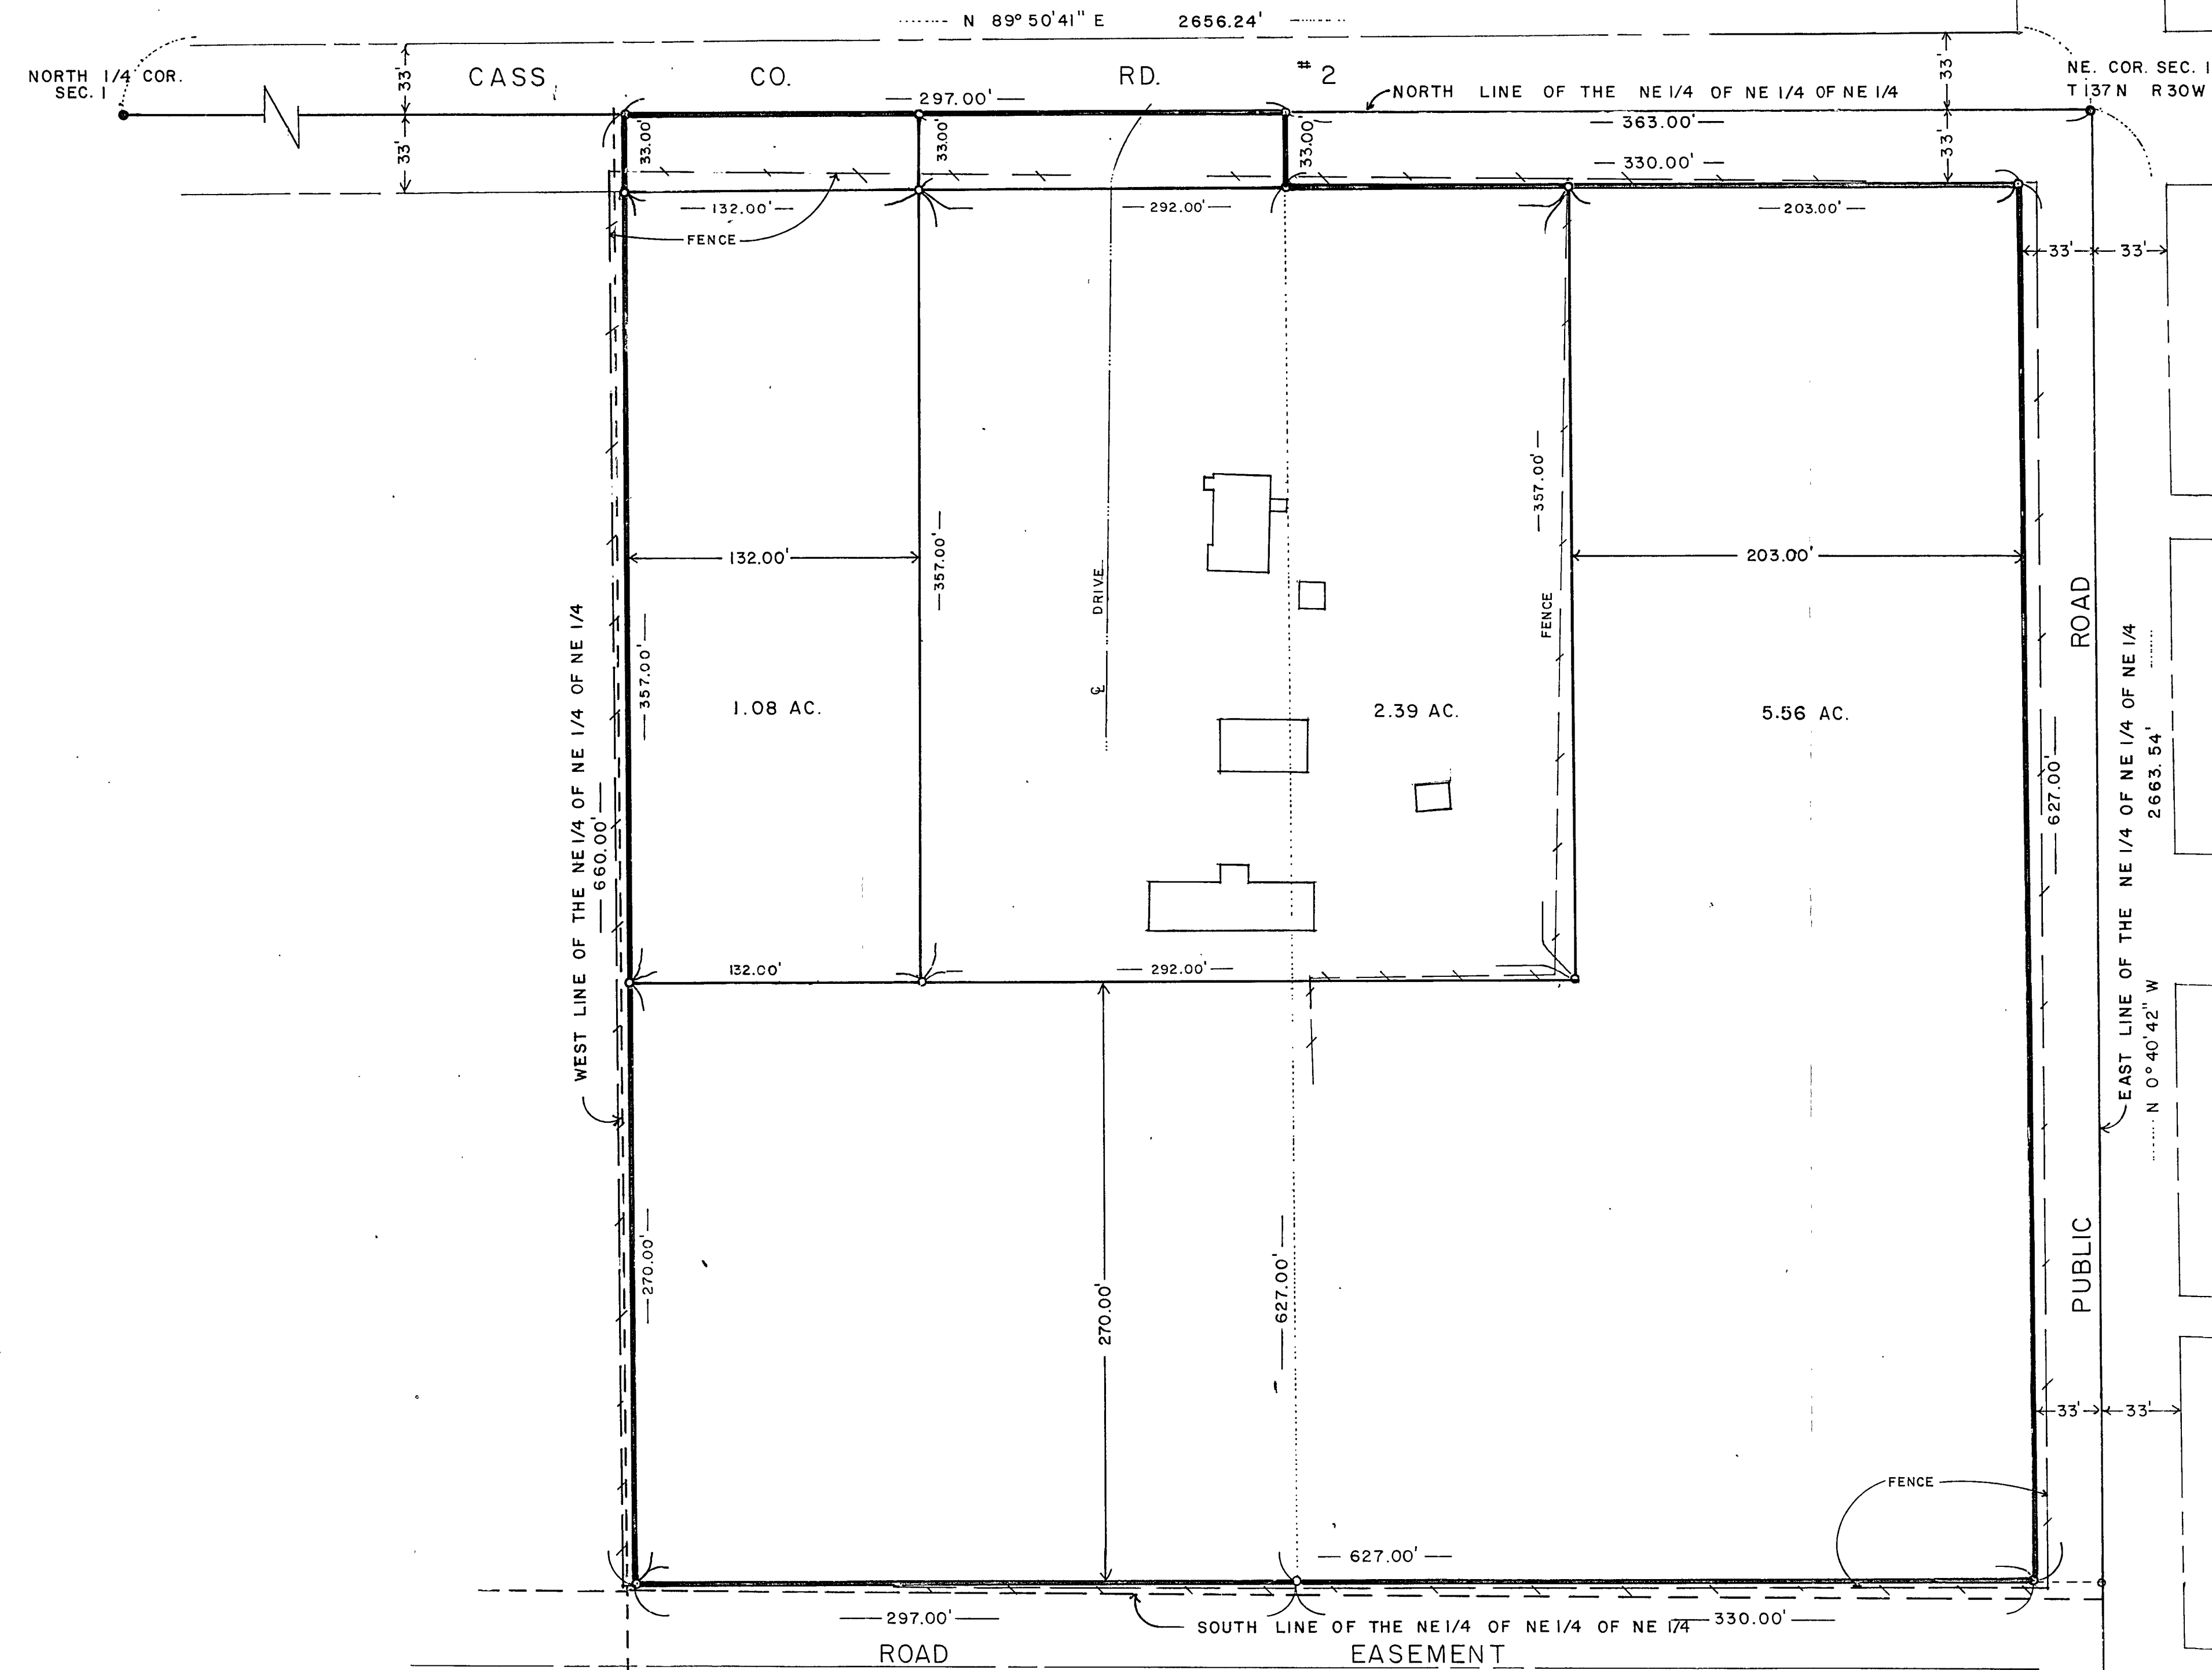 N 89° 50' 41" E 2656.24'
NORTH 1/4 COR.
SEC. 1
33'
CASS CO. RD. # 2
33'
NE. COR. SEC. 1
T 137 N R 30 W
297.00'
NORTH LINE OF THE NE 1/4 OF NE 1/4 OF NE 1/4
363.00'
33'
33.00'
33.00'
33.00'
33'
330.00'
132.00'
292.00'
203.00'
FENCE
33'
33'
357.00'
132.00'
357.00'
203.00'
DRIVE
℄
FENCE
ROAD
357.00'
1.08 AC.
2.39 AC.
5.56 AC.
WEST LINE OF THE NE 1/4 OF NE 1/4 OF NE 1/4
660.00'
627.00'
EAST LINE OF THE NE 1/4 OF NE 1/4 OF NE 1/4
N 0° 40' 42" W 2663.54'
132.00'
292.00'
270.00'
270.00'
627.00'
PUBLIC
33'
33'
FENCE
627.00'
297.00'
SOUTH LINE OF THE NE 1/4 OF NE 1/4 OF NE 1/4
330.00'
ROAD EASEMENT